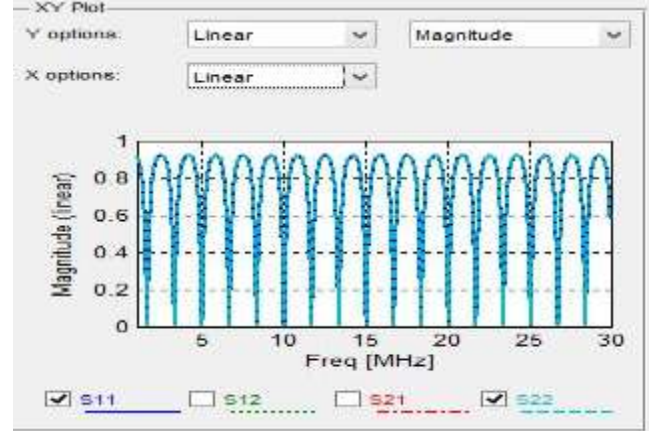 XY Plot
Y options: Linear Magnitude
X options: Linear
1
0.8
0.6
0.4
0.2
0
Magnitude (linear)
5 10 15 20 25 30
Freq [MHz]
S11 S12 S21 S22